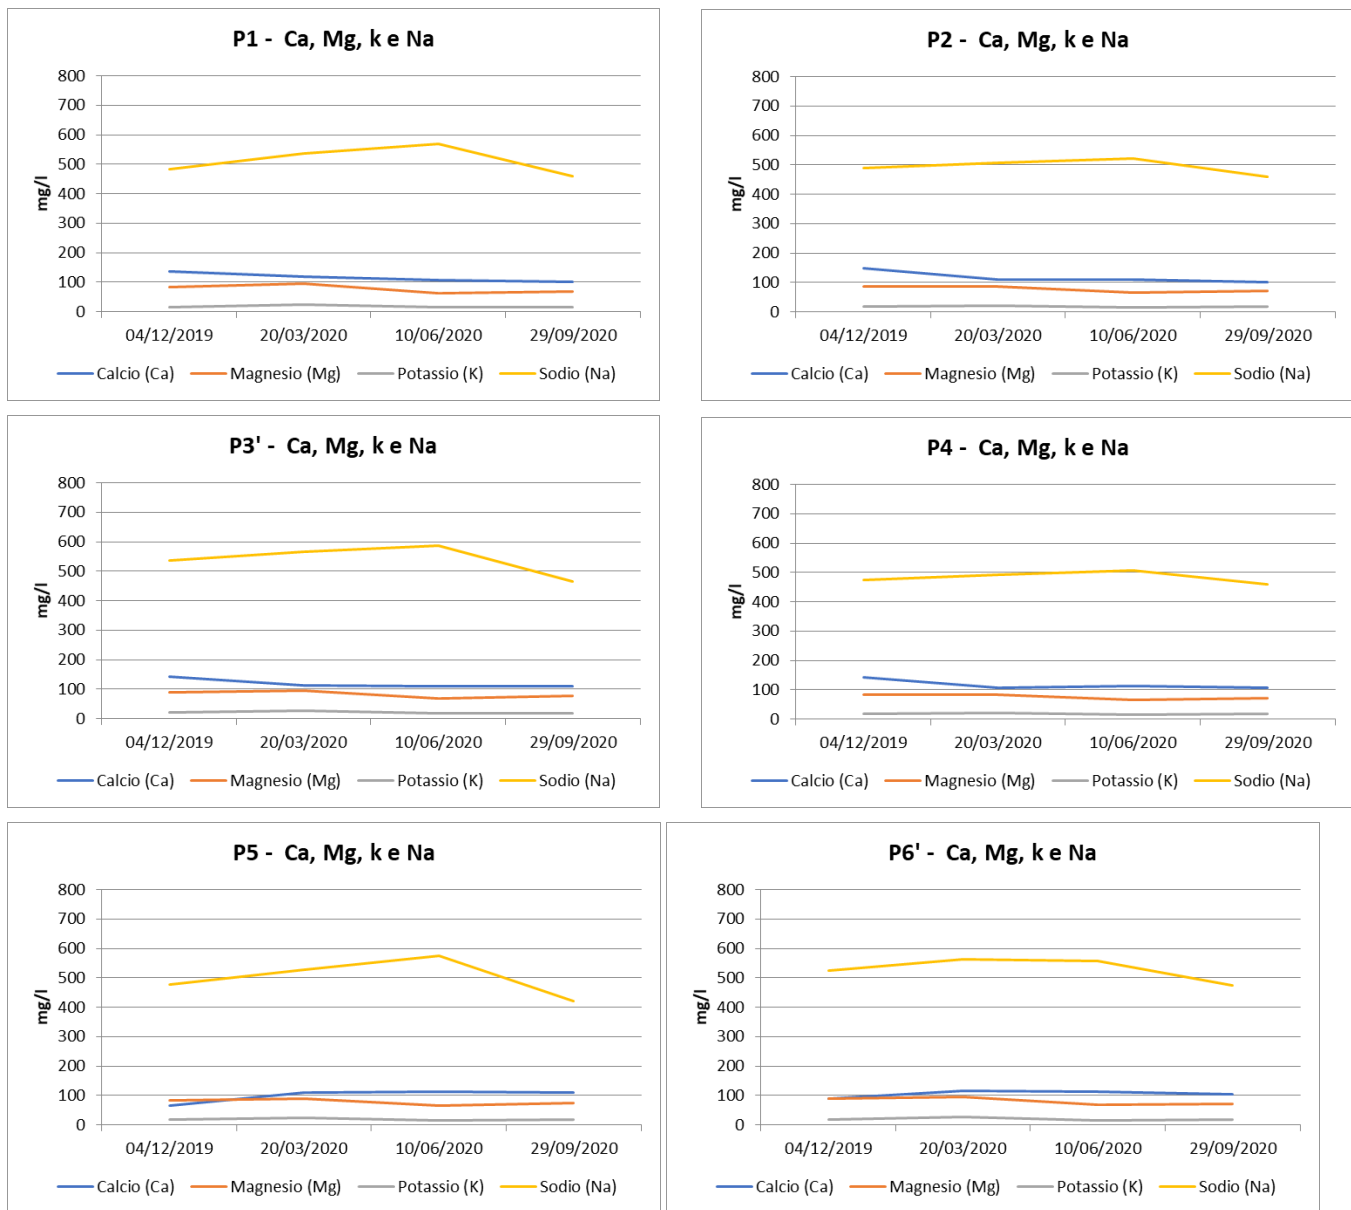 P1 - Ca, Mg, k e Na
800
700
600
500
400
300
200
100
0
mg/l
04/12/2019 20/03/2020 10/06/2020 29/09/2020
Calcio (Ca) Magnesio (Mg) Potassio (K) Sodio (Na)
P2 - Ca, Mg, k e Na
800
700
600
500
400
300
200
100
0
mg/l
04/12/2019 20/03/2020 10/06/2020 29/09/2020
Calcio (Ca) Magnesio (Mg) Potassio (K) Sodio (Na)
P3' - Ca, Mg, k e Na
800
700
600
500
400
300
200
100
0
mg/l
04/12/2019 20/03/2020 10/06/2020 29/09/2020
Calcio (Ca) Magnesio (Mg) Potassio (K) Sodio (Na)
P4 - Ca, Mg, k e Na
800
700
600
500
400
300
200
100
0
mg/l
04/12/2019 20/03/2020 10/06/2020 29/09/2020
Calcio (Ca) Magnesio (Mg) Potassio (K) Sodio (Na)
P5 - Ca, Mg, k e Na
800
700
600
500
400
300
200
100
0
mg/l
04/12/2019 20/03/2020 10/06/2020 29/09/2020
Calcio (Ca) Magnesio (Mg) Potassio (K) Sodio (Na)
P6' - Ca, Mg, k e Na
800
700
600
500
400
300
200
100
0
mg/l
04/12/2019 20/03/2020 10/06/2020 29/09/2020
Calcio (Ca) Magnesio (Mg) Potassio (K) Sodio (Na)